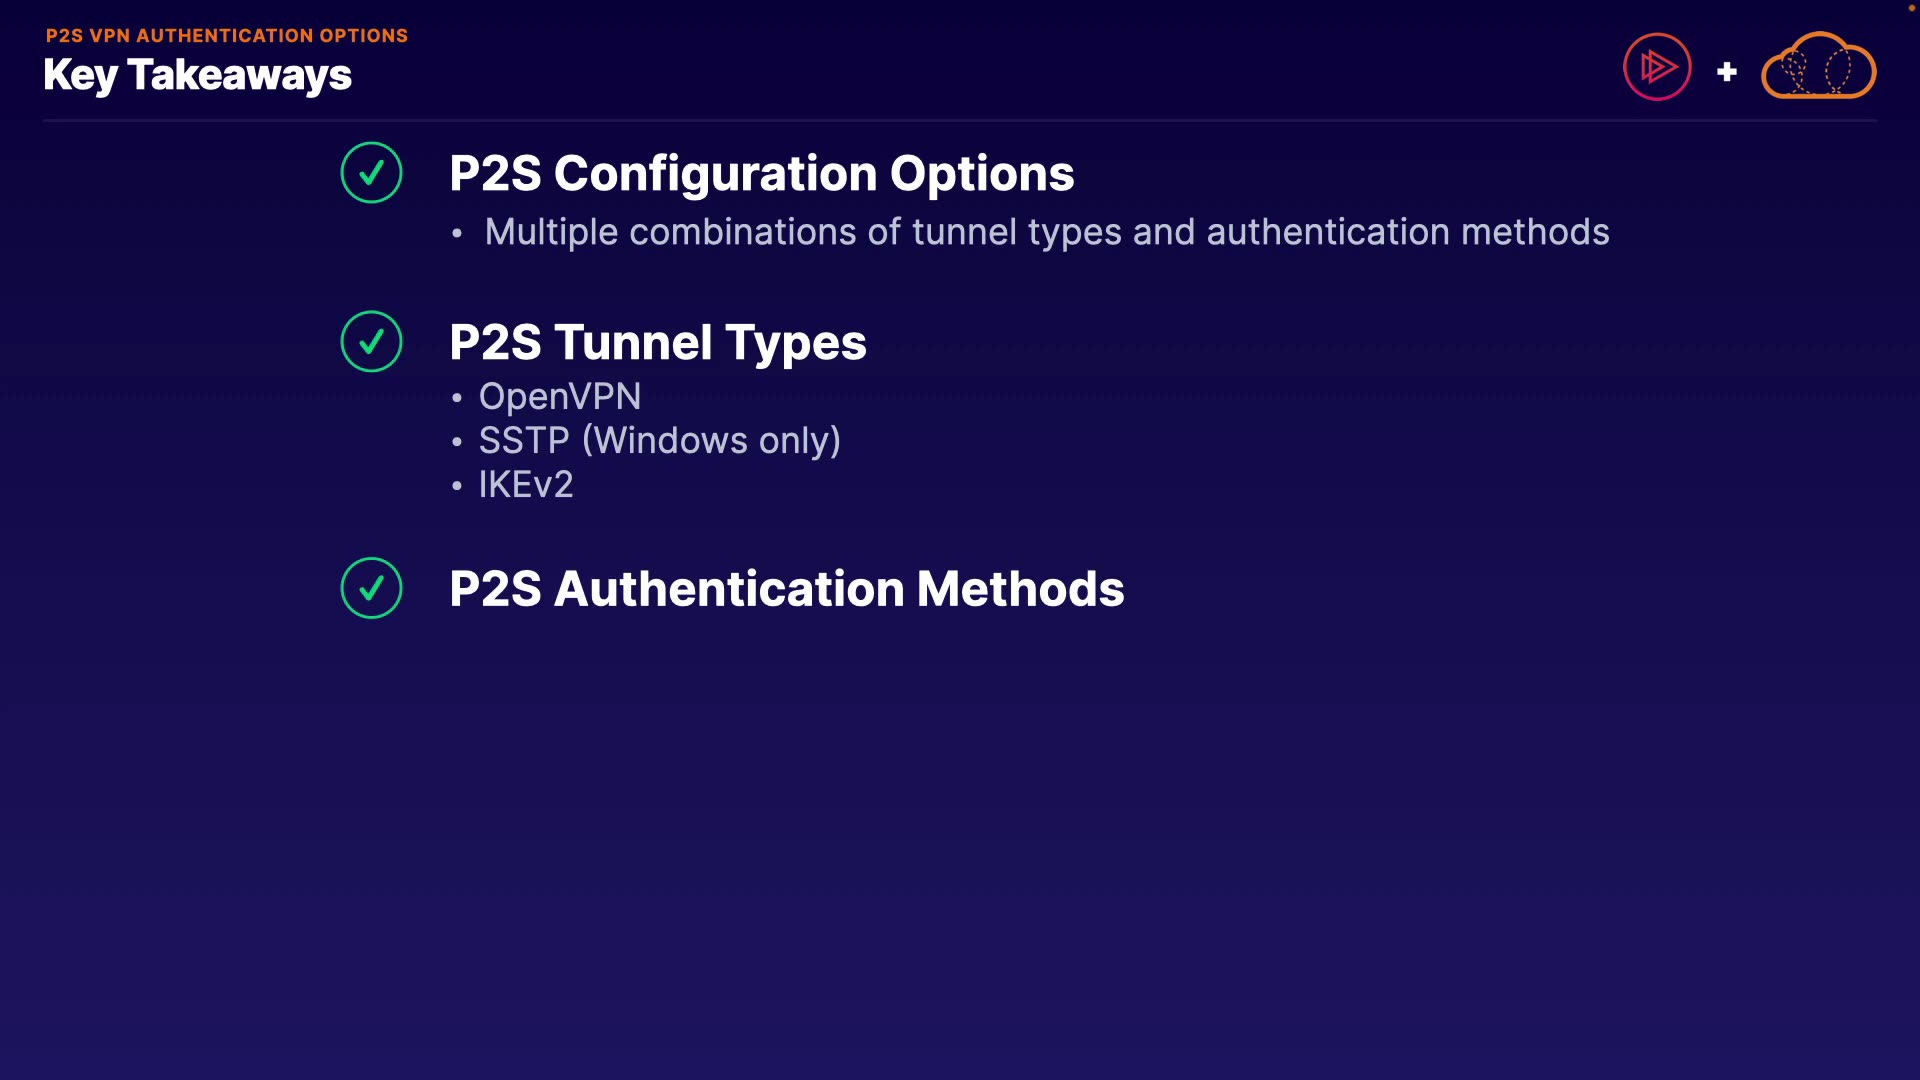 P2S VPN AUTHENTICATION OPTIONS
Key Takeaways
P2S Configuration Options
• Multiple combinations of tunnel types and authentication methods
P2S Tunnel Types
• OpenVPN
• SSTP (Windows only)
• IKEv2
P2S Authentication Methods